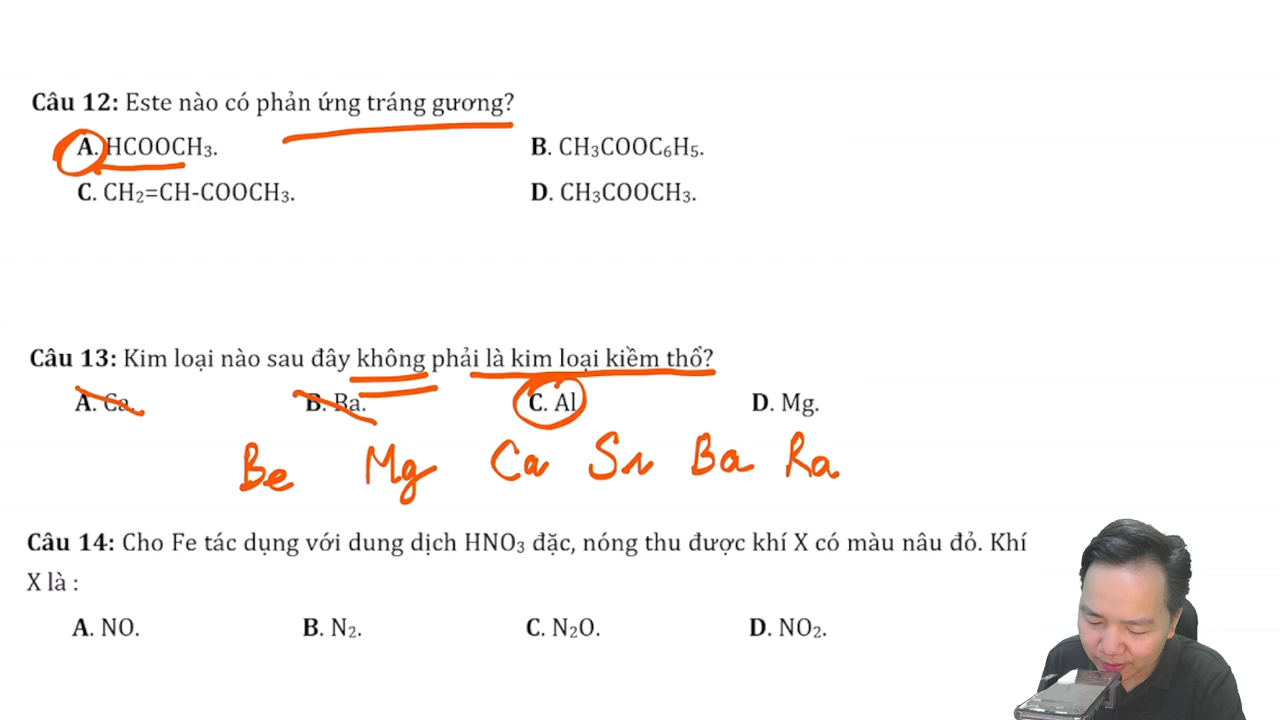 Câu 12: Este nào có phản ứng tráng gương?
A. HCOOCH₃. B. CH₃COOC₆H₅.
C. CH₂=CH-COOCH₃. D. CH₃COOCH₃.
Câu 13: Kim loại nào sau đây không phải là kim loại kiềm thổ?
A. Ca. B. Ba. C. Al D. Mg.
Be Mg Ca Sr Ba Ra
Câu 14: Cho Fe tác dụng với dung dịch HNO₃ đặc, nóng thu được khí X có màu nâu đỏ. Khí
X là :
A. NO. B. N₂. C. N₂O. D. NO₂.